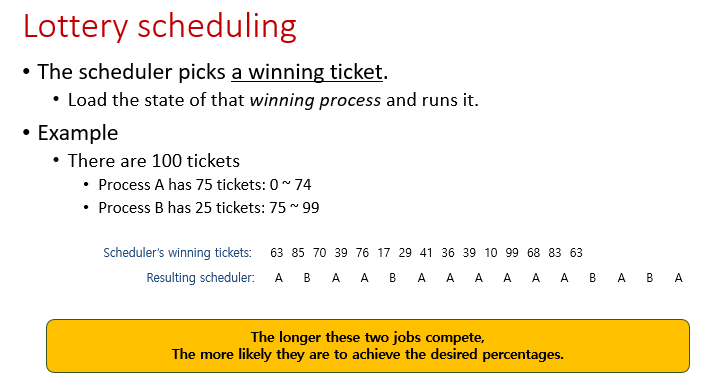 Lottery scheduling
• The scheduler picks a winning ticket.
• Load the state of that winning process and runs it.
• Example
• There are 100 tickets
• Process A has 75 tickets: 0 ~ 74
• Process B has 25 tickets: 75 ~ 99
Scheduler's winning tickets: 63 85 70 39 76 17 29 41 36 39 10 99 68 83 63
Resulting scheduler: A B A A B A A A A A A B A B A
The longer these two jobs compete,
The more likely they are to achieve the desired percentages.